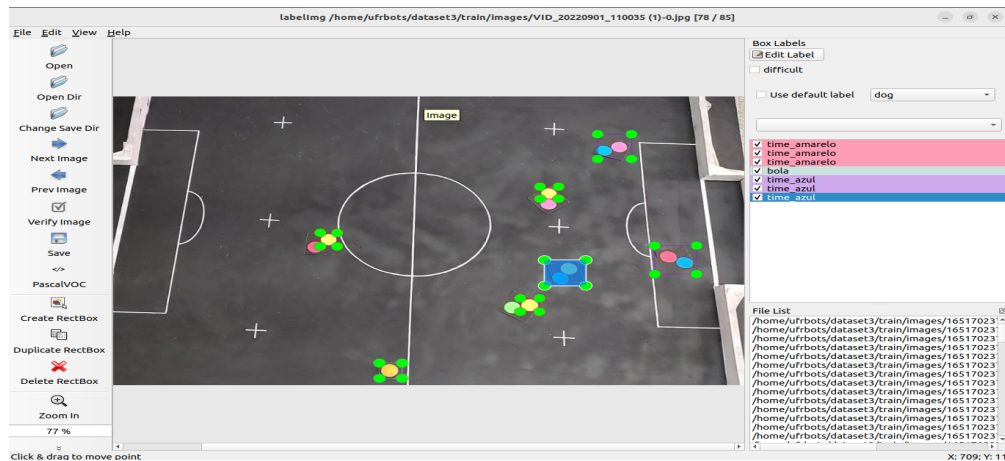 labelImg /home/ufrbots/dataset3/train/images/VID_20220901_110035 (1)-0.jpg [78 / 85]
File Edit View Help
Open
Open Dir
Change Save Dir
Next Image
Prev Image
Verify Image
Save
</>
PascalVOC
Create RectBox
Duplicate RectBox
Delete RectBox
Zoom In
77 %
Image
Box Labels
Edit Label
difficult
Use default label dog
time_amarelo
time_amarelo
time_amarelo
bola
time_azul
time_azul
time_azul
File List
/home/ufrbots/dataset3/train/images/16517023
/home/ufrbots/dataset3/train/images/16517023
/home/ufrbots/dataset3/train/images/16517023
/home/ufrbots/dataset3/train/images/16517023
/home/ufrbots/dataset3/train/images/16517023
/home/ufrbots/dataset3/train/images/16517023
/home/ufrbots/dataset3/train/images/16517023
/home/ufrbots/dataset3/train/images/16517023
/home/ufrbots/dataset3/train/images/16517023
/home/ufrbots/dataset3/train/images/16517023
/home/ufrbots/dataset3/train/images/16517023
/home/ufrbots/dataset3/train/images/16517023
/home/ufrbots/dataset3/train/images/16517023
/home/ufrbots/dataset3/train/images/16517023
Click & drag to move point
X: 709; Y: 11